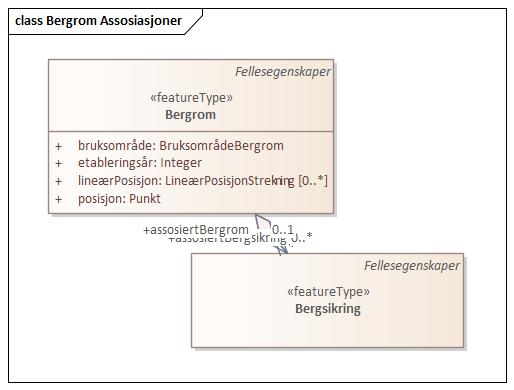 class Bergrom Assosiasjoner
Fellesegenskaper
«featureType»
Bergrom
+ bruksområde: BruksområdeBergrom
+ etableringsår: Integer
+ lineærPosisjon: LineærPosisjonStrekning [0..*]
+ posisjon: Punkt
+assosiertBergrom 0..1
+assosiertBergsikring 0..*
Fellesegenskaper
«featureType»
Bergsikring